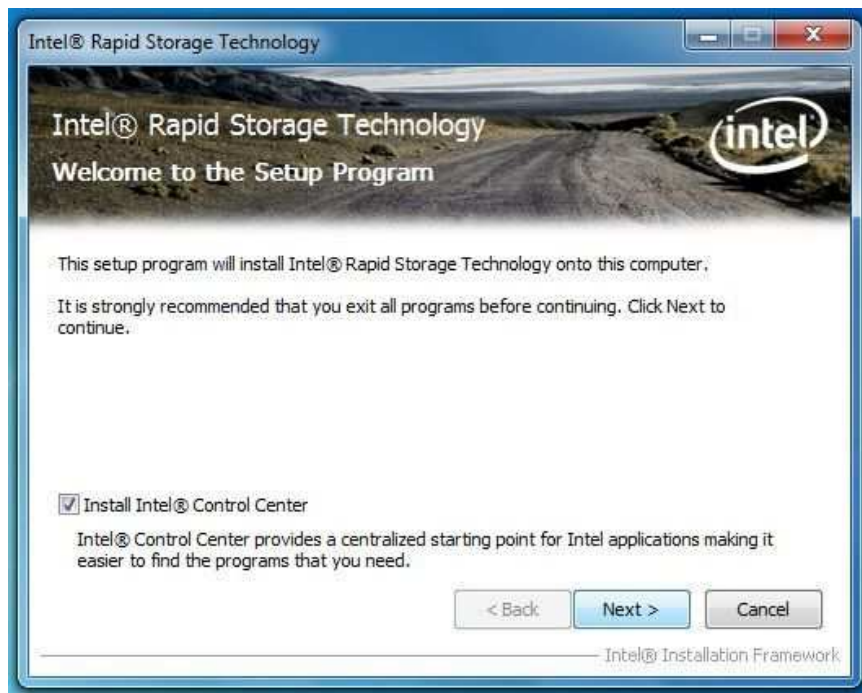 Intel® Rapid Storage Technology
Intel® Rapid Storage Technology
intel
Welcome to the Setup Program
This setup program will install Intel® Rapid Storage Technology onto this computer.
It is strongly recommended that you exit all programs before continuing. Click Next to
continue.
Install Intel® Control Center
Intel® Control Center provides a centralized starting point for Intel applications making it
easier to find the programs that you need.
< Back Next > Cancel
Intel® Installation Framework